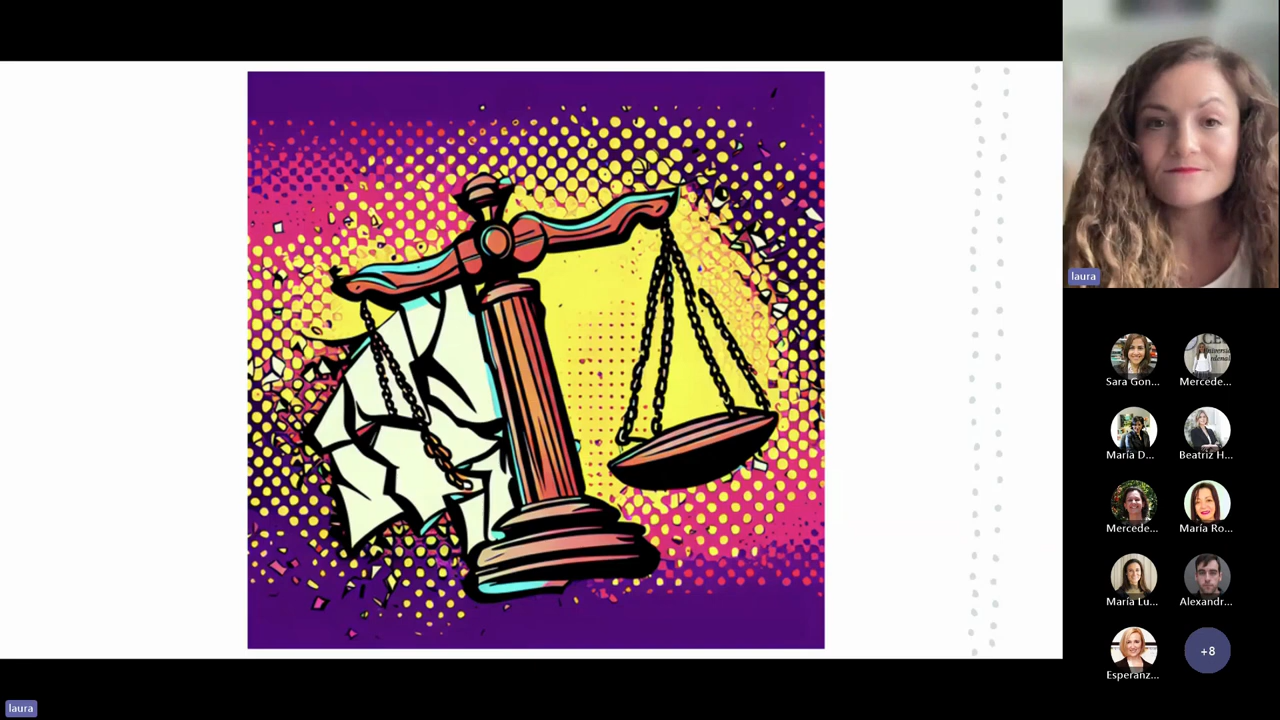 laura
Sara Gon...
Mercede...
María D...
Beatriz H...
Mercede...
María Ro...
María Lu...
Alexandr...
Esperanz...
+8
laura